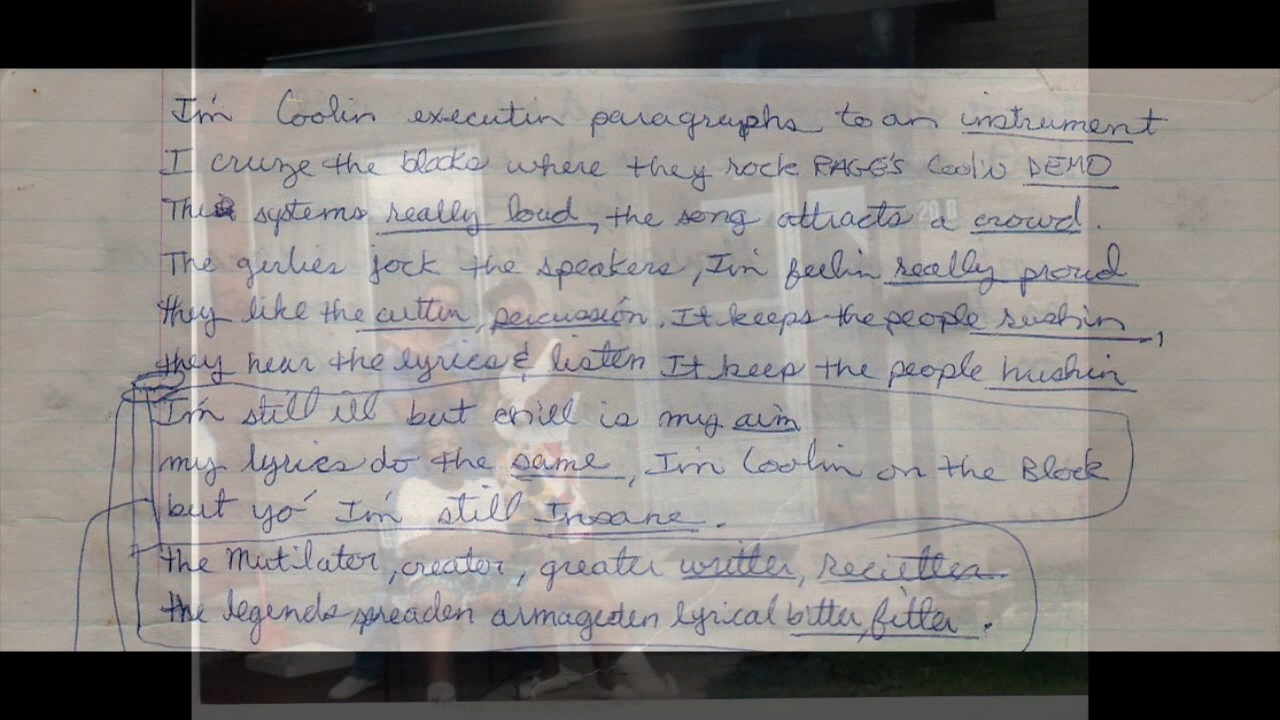 I'm Coolin executin paragraphs to an instrument
I cruze the blocks where they rock RAGE'S Coolin DEMO
The systems really loud, the song attracts a crowd.
The girlies jock the speakers, I'm feelin really proud
they like the cuttin, percussion. It keeps the people rushin,
they hear the lyrics & listen It keep the people hushin
I'm still ill but chill is my aim
my lyrics do the same, I'm Coolin on the Block
but yo' I'm still Insane.
the Mutilator, creator, greater writter, recietter
the legends spreaden armageden lyrical bitter, fitter.